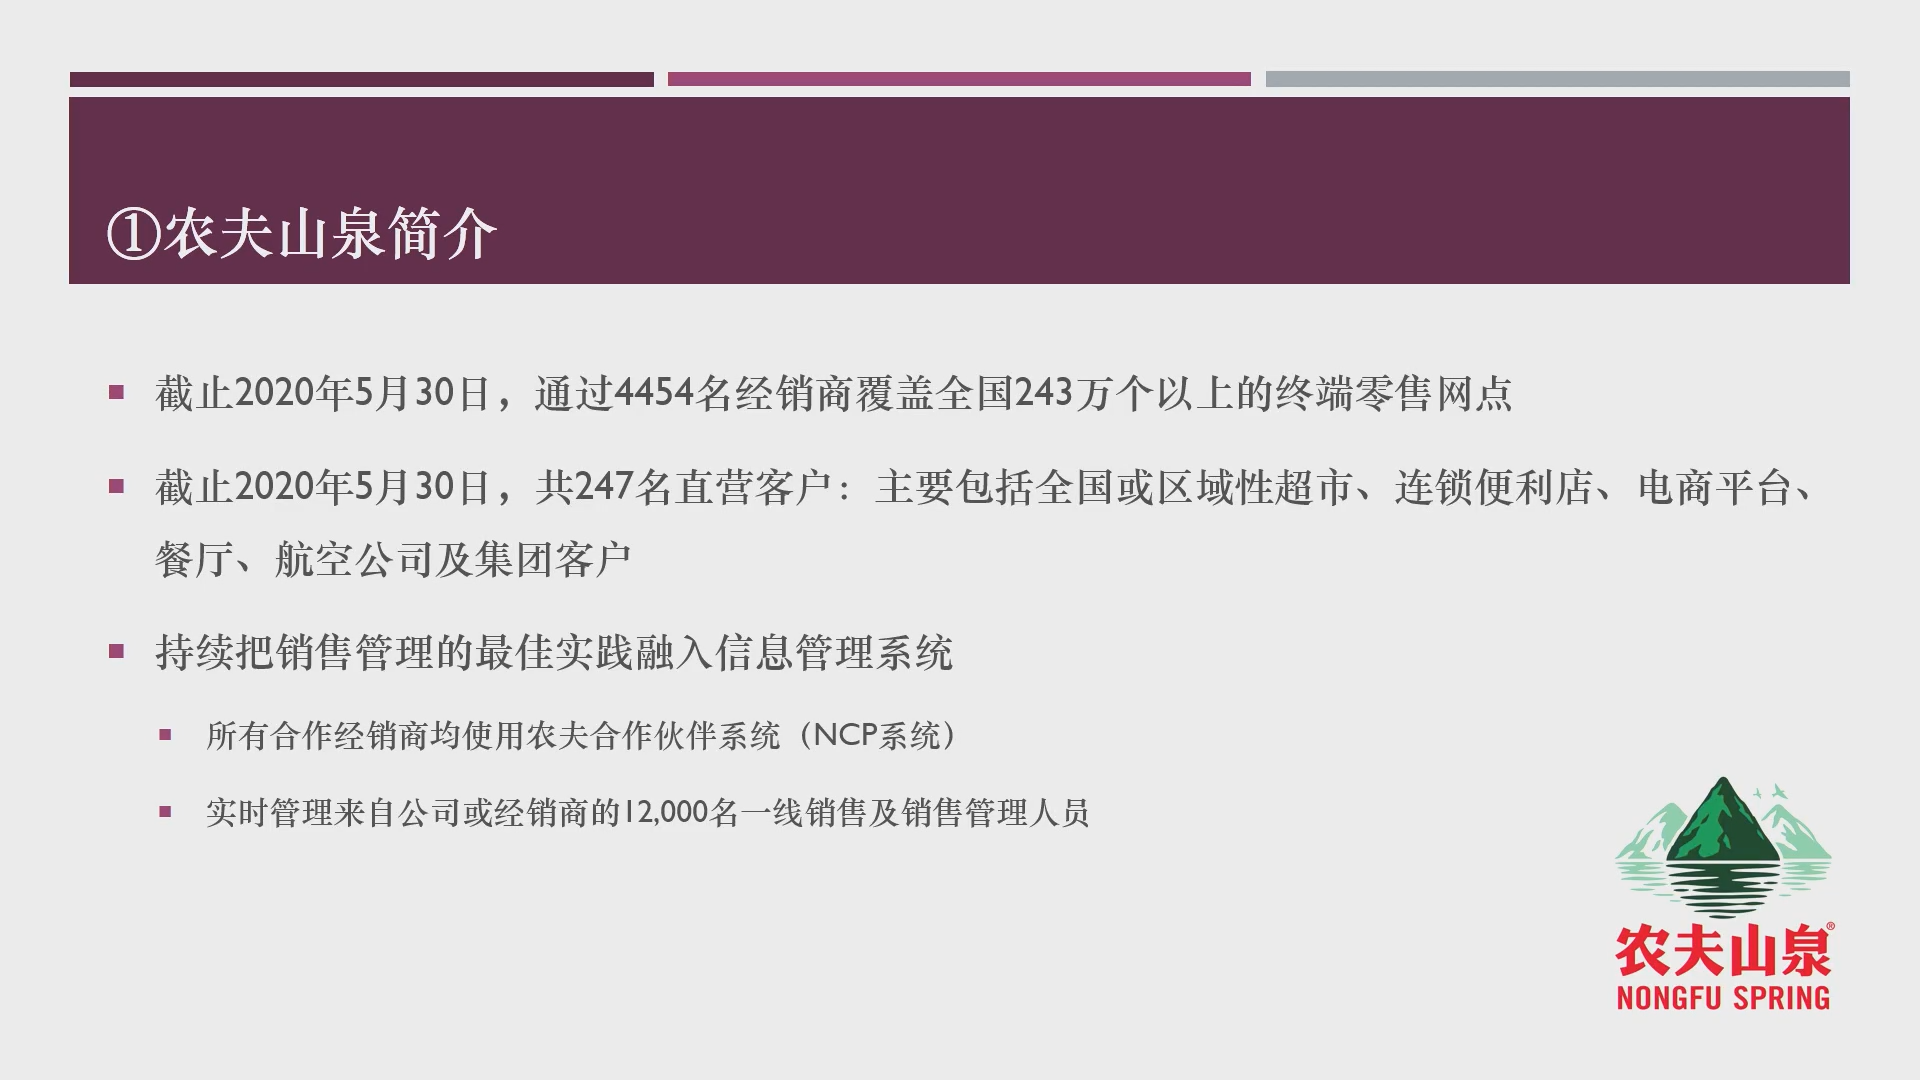 ①农夫山泉简介
截止2020年5月30日，通过4454名经销商覆盖全国243万个以上的终端零售网点
截止2020年5月30日，共247名直营客户：主要包括全国或区域性超市、连锁便利店、电商平台、
餐厅、航空公司及集团客户
持续把销售管理的最佳实践融入信息管理系统
所有合作经销商均使用农夫合作伙伴系统（NCP系统）
实时管理来自公司或经销商的12,000名一线销售及销售管理人员
农夫山泉®
NONGFU SPRING